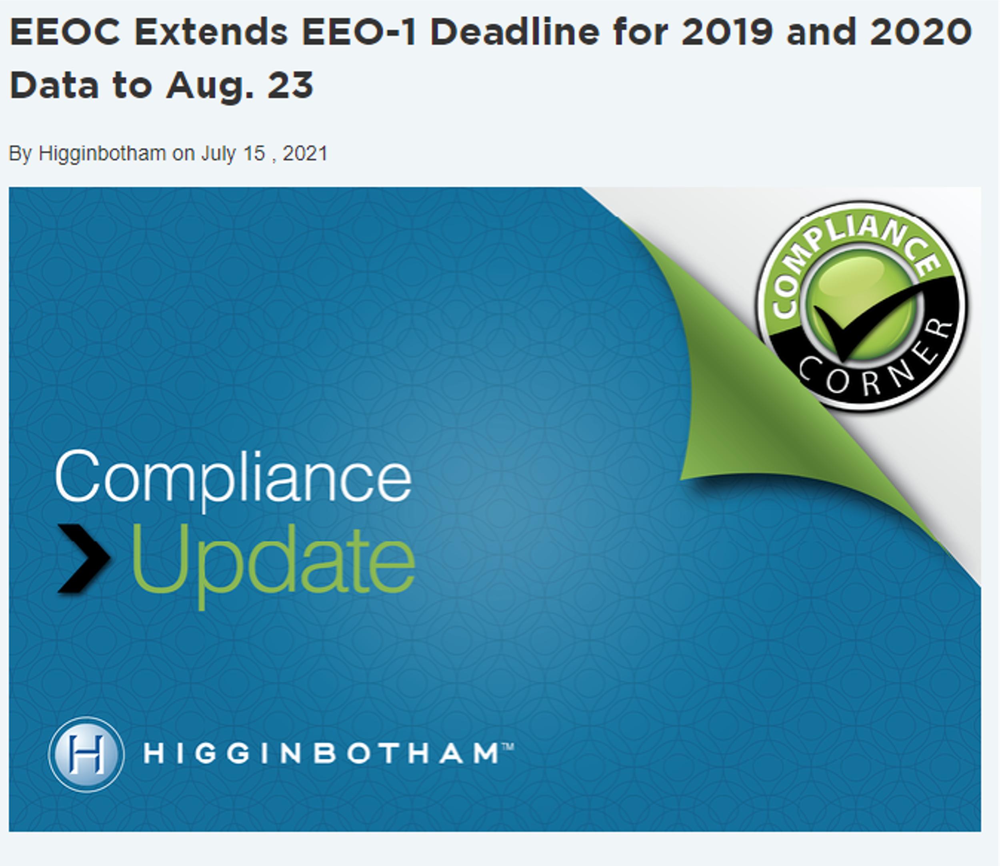 EEOC Extends EEO-1 Deadline for 2019 and 2020
Data to Aug. 23
By Higginbotham on July 15 , 2021
COMPLIANCE
CORNER
Compliance
Update
H HIGGINBOTHAM™